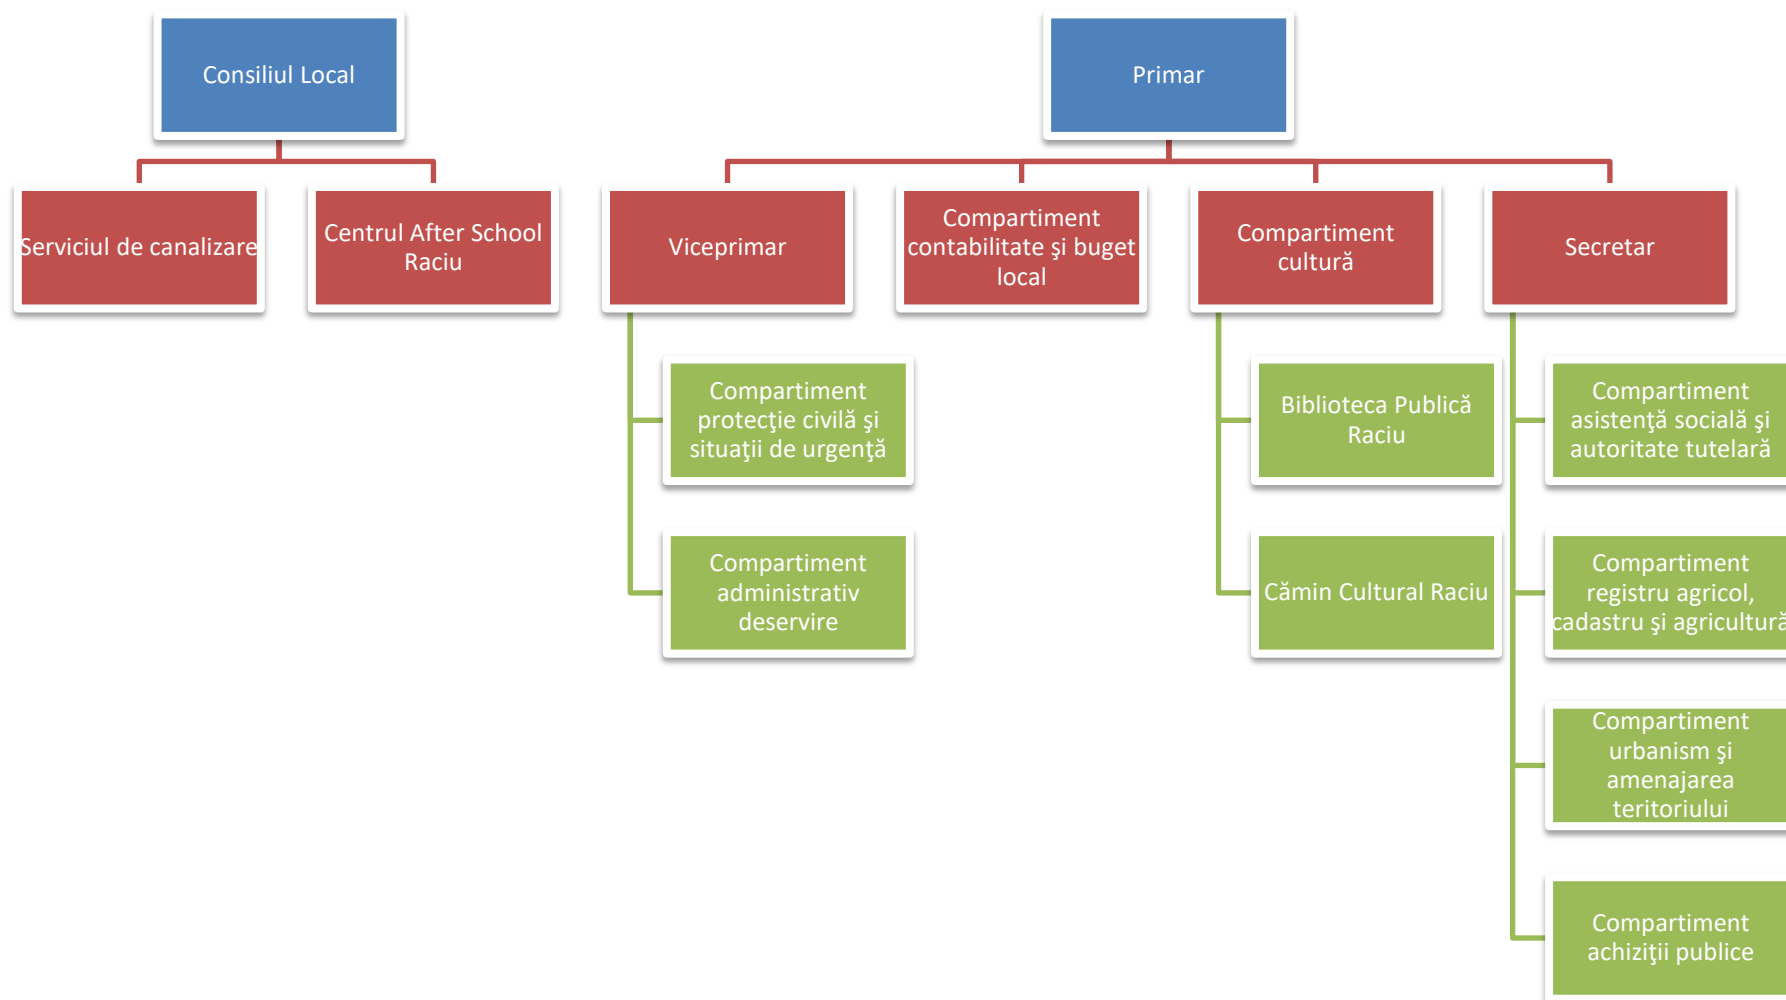 Consiliul Local
Primar
Serviciul de canalizare
Centrul After School
Raciu
Viceprimar
Compartiment
contabilitate şi buget
local
Compartiment
cultură
Secretar
Compartiment
protecţie civilă şi
situaţii de urgenţă
Biblioteca Publică
Raciu
Compartiment
asistenţă socială şi
autoritate tutelară
Compartiment
administrativ
deservire
Cămin Cultural Raciu
Compartiment
registru agricol,
cadastru şi agricultură
Compartiment
urbanism şi
amenajarea
teritoriului
Compartiment
achiziţii publice